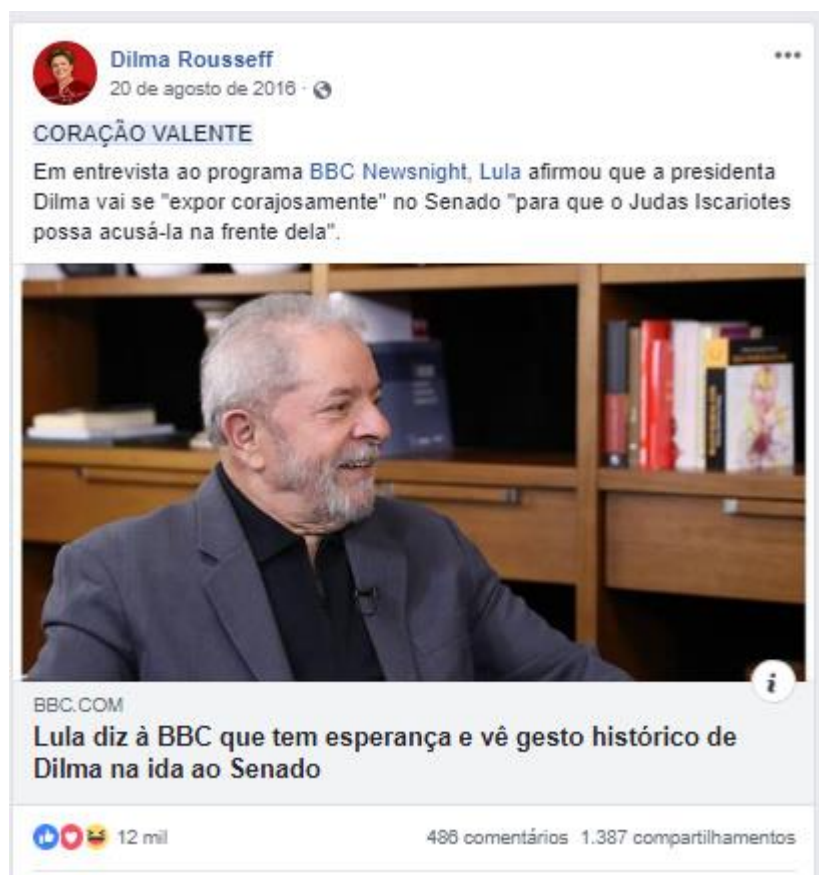 Dilma Rousseff
20 de agosto de 2016 ·
CORAÇÃO VALENTE
Em entrevista ao programa BBC Newsnight, Lula afirmou que a presidenta
Dilma vai se "expor corajosamente" no Senado "para que o Judas Iscariotes
possa acusá-la na frente dela".
BBC.COM
Lula diz à BBC que tem esperança e vê gesto histórico de
Dilma na ida ao Senado
12 mil
486 comentários 1.387 compartilhamentos